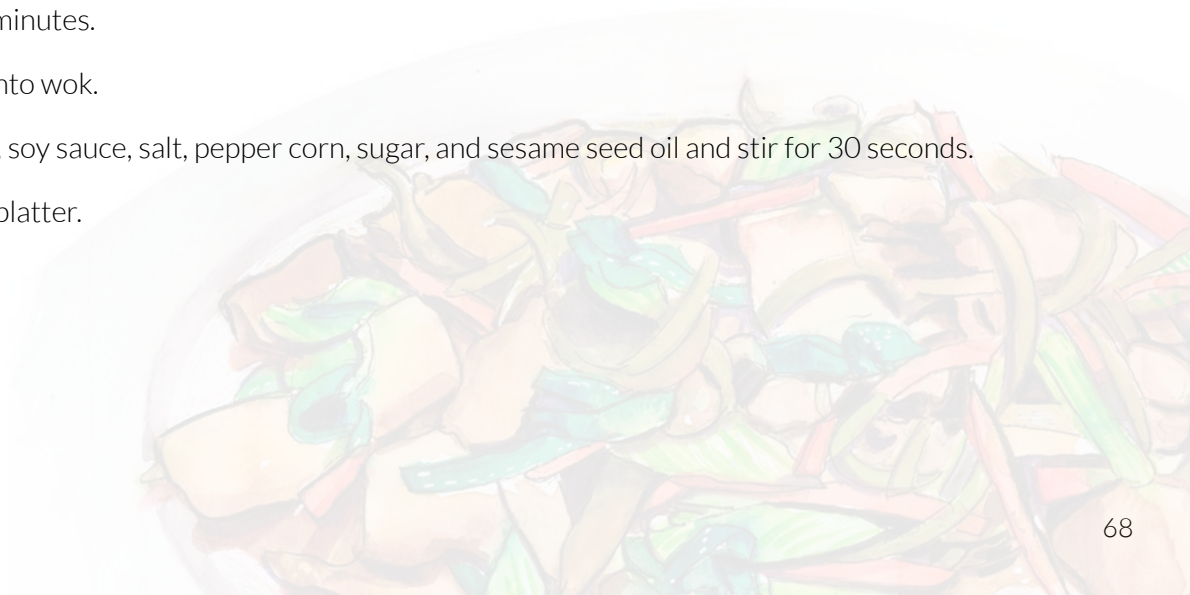 minutes.
into wok.
, soy sauce, salt, pepper corn, sugar, and sesame seed oil and stir for 30 seconds.
platter.
68